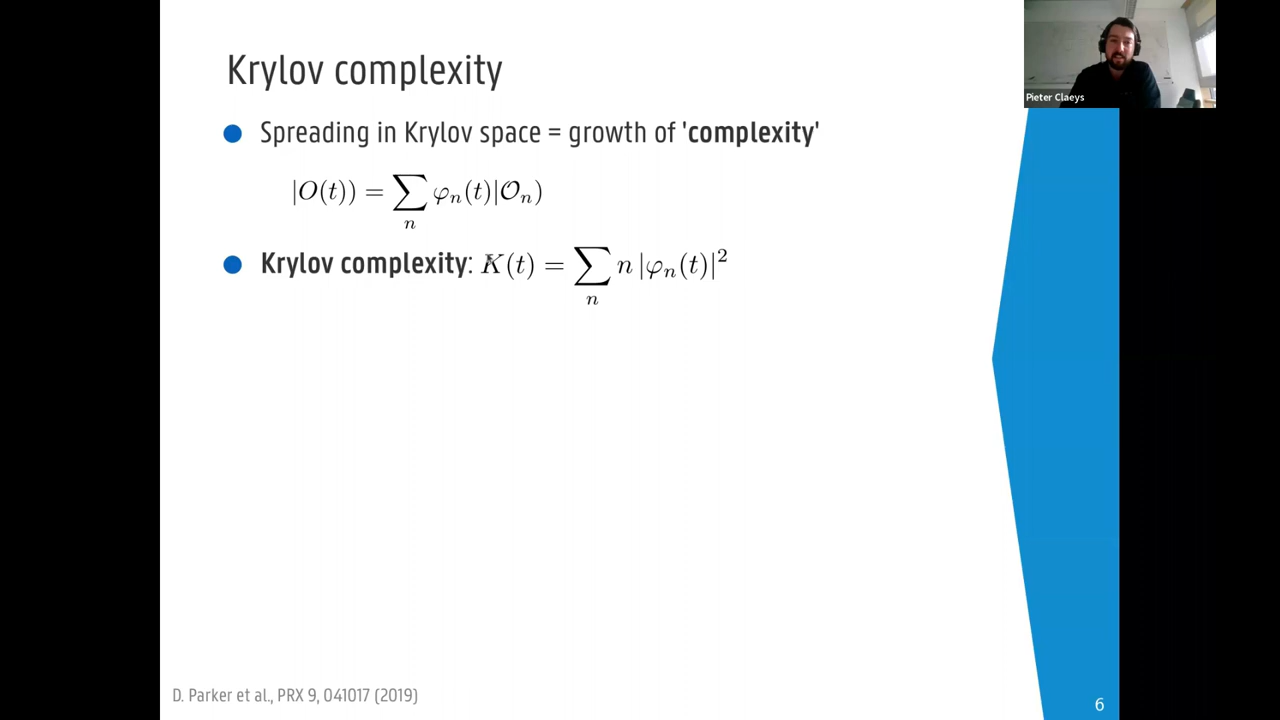 Krylov complexity
Pieter Claeys
Spreading in Krylov space = growth of 'complexity'
|O(t)) = ∑ₙ φₙ(t)|𝒪ₙ)
Krylov complexity: K(t) = ∑ₙ n |φₙ(t)|²
D. Parker et al., PRX 9, 041017 (2019)
6